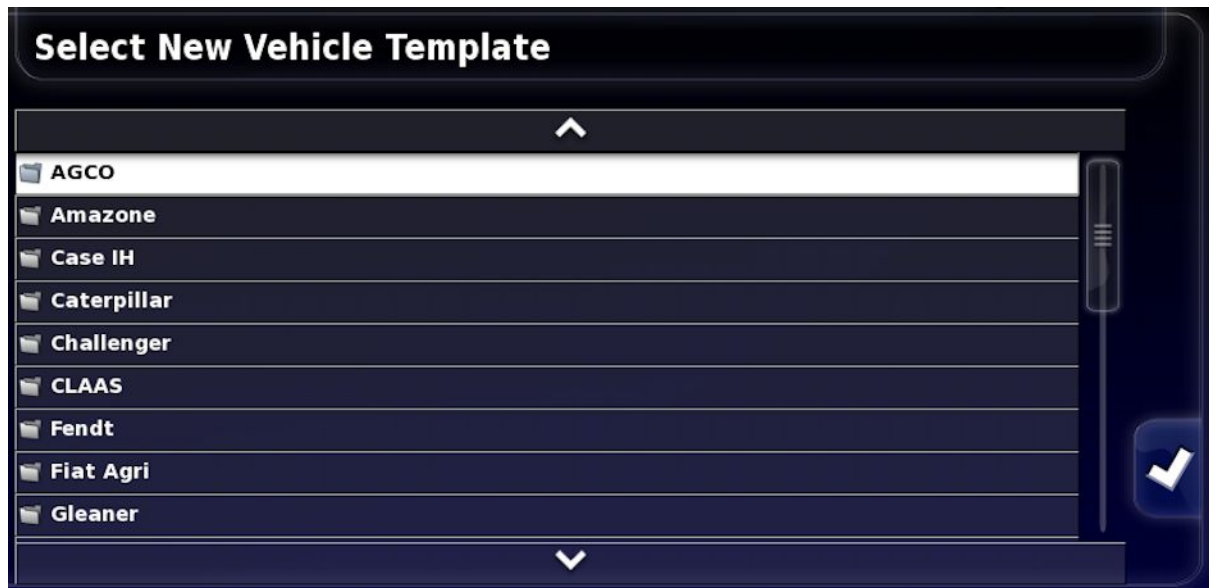 Select New Vehicle Template
AGCO
Amazone
Case IH
Caterpillar
Challenger
CLAAS
Fendt
Fiat Agri
Gleaner